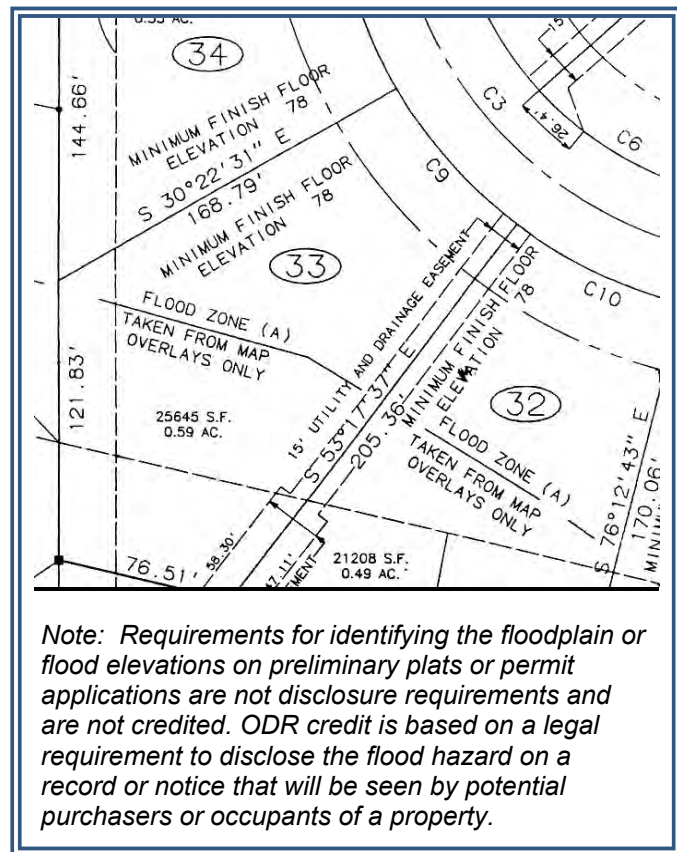 0.53 AC.
34
MINIMUM FINISH FLOOR
ELEVATION 78
144.66'
S 30°22'31" E
168.79'
MINIMUM FINISH FLOOR
ELEVATION 78
33
FLOOD ZONE (A)
TAKEN FROM MAP
OVERLAYS ONLY
121.83'
25645 S.F.
0.59 AC.
15' UTILITY AND DRAINAGE EASEMENT
S 53°17'37" E
205.36'
MINIMUM FINISH FLOOR
ELEVATION 78
C3
C6
26.4'
C9
C10
32
FLOOD ZONE (A)
TAKEN FROM MAP
OVERLAYS ONLY
S 76°12'43" E
170.06'
58.30'
76.51'
21208 S.F.
0.49 AC.
Note: Requirements for identifying the floodplain or
flood elevations on preliminary plats or permit
applications are not disclosure requirements and
are not credited. ODR credit is based on a legal
requirement to disclose the flood hazard on a
record or notice that will be seen by potential
purchasers or occupants of a property.